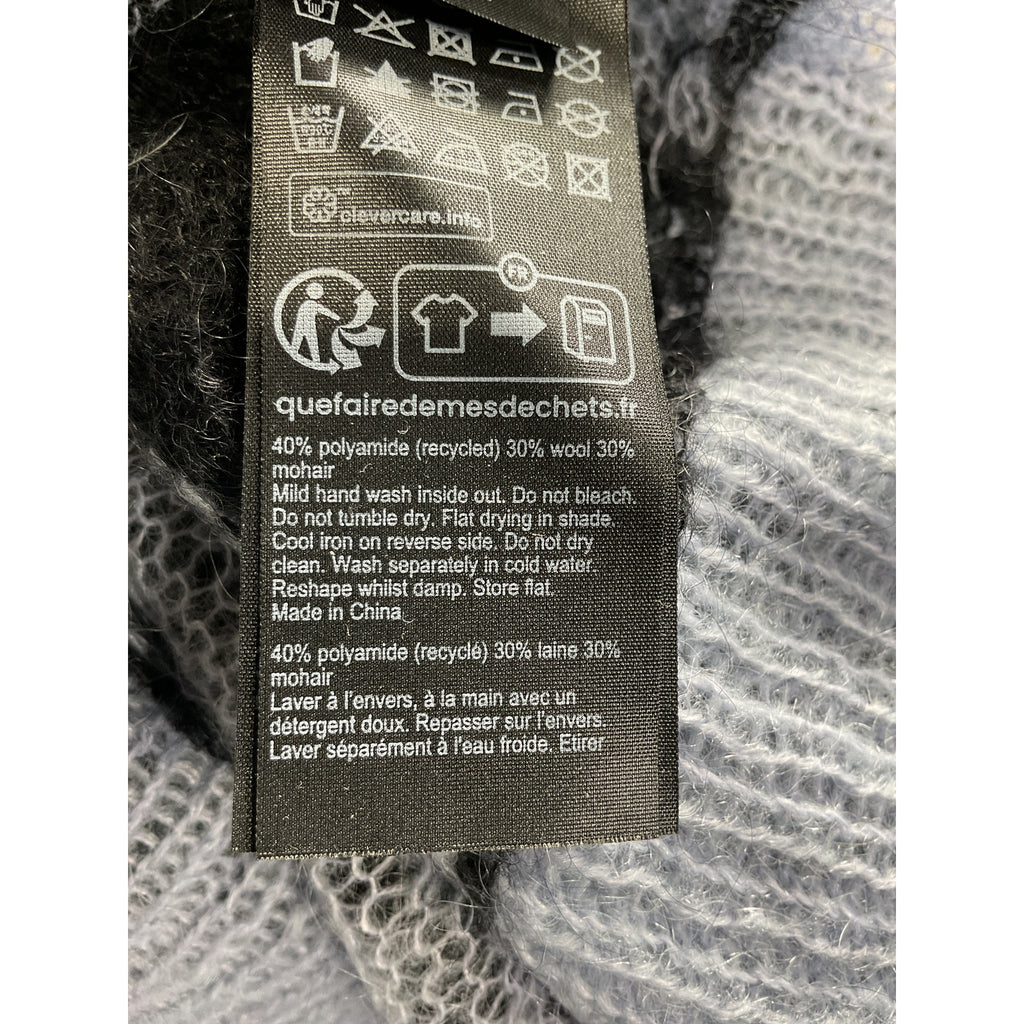 clevercare.info
FR
quefairedemesdechets.fr
40% polyamide (recycled) 30% wool 30%
mohair
Mild hand wash inside out. Do not bleach.
Do not tumble dry. Flat drying in shade.
Cool iron on reverse side. Do not dry
clean. Wash separately in cold water.
Reshape whilst damp. Store flat.
Made in China
40% polyamide (recyclé) 30% laine 30%
mohair
Laver à l'envers, à la main avec un
détergent doux. Repasser sur l'envers.
Laver séparément à l'eau froide. Etirer